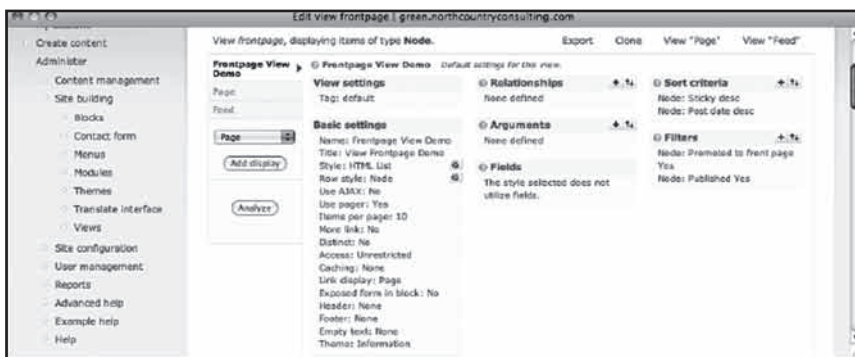 Edit view frontpage | green.northcountryconsulting.com
Create content
Administer
Content management
Site building
Blocks
Contact form
Menus
Modules
Themes
Translate interface
Views
Site configuration
User management
Reports
Advanced help
Example help
Help
View frontpage, displaying items of type Node.
Export Clone View "Page" View "Feed"
Frontpage View Demo
Page
Feed
Page
Add display
Analyze
Frontpage View Demo Default settings for this view.
View settings
Tag: default
Basic settings
Name: Frontpage View Demo
Title: View Frontpage Demo
Style: HTML List
Row style: Node
Use AJAX: No
Use pager: Yes
Items per page: 10
More link: No
Distinct: No
Access: Unrestricted
Caching: None
Link display: Page
Exposed form in block: No
Header: None
Footer: None
Empty text: None
Theme: Information
Relationships
None defined
Arguments
None defined
Fields
The style selected does not
utilize fields.
Sort criteria
Node: Sticky desc
Node: Post date desc
Filters
Node: Promoted to front page
Yes
Node: Published Yes